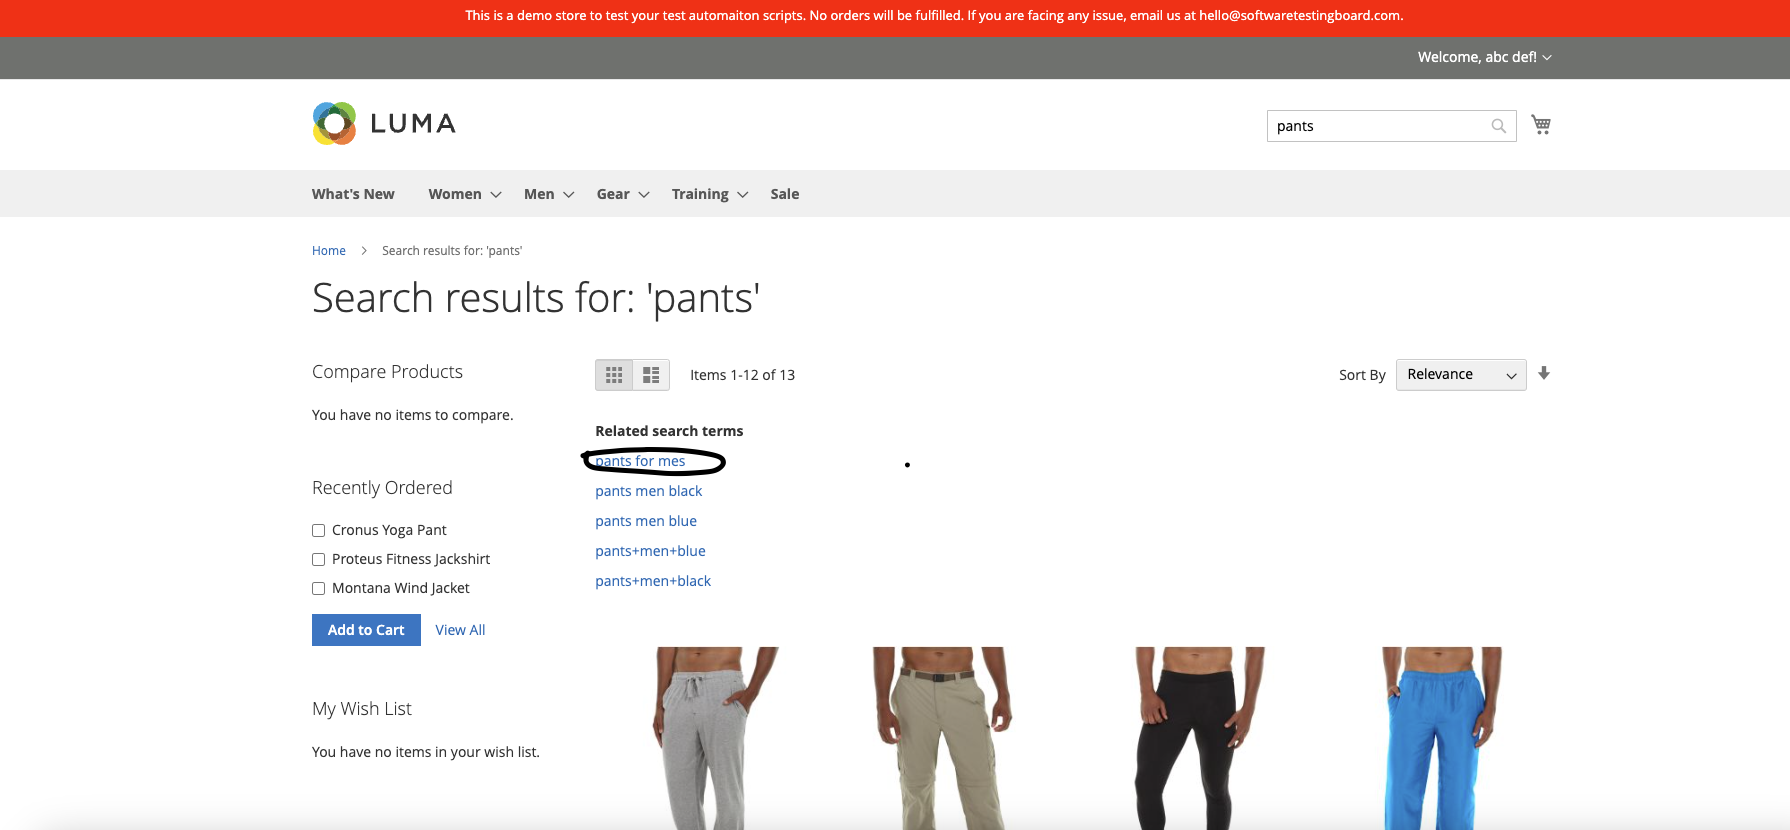 This is a demo store to test your test automaiton scripts. No orders will be fulfilled. If you are facing any issue, email us at hello@softwaretestingboard.com.
Welcome, abc def!
LUMA
pants
What's New Women Men Gear Training Sale
Home Search results for: 'pants'
Search results for: 'pants'
Compare Products
You have no items to compare.
Recently Ordered
Cronus Yoga Pant
Proteus Fitness Jackshirt
Montana Wind Jacket
Add to Cart View All
My Wish List
You have no items in your wish list.
Items 1-12 of 13
Sort By Relevance
Related search terms
pants for mes
pants men black
pants men blue
pants+men+blue
pants+men+black